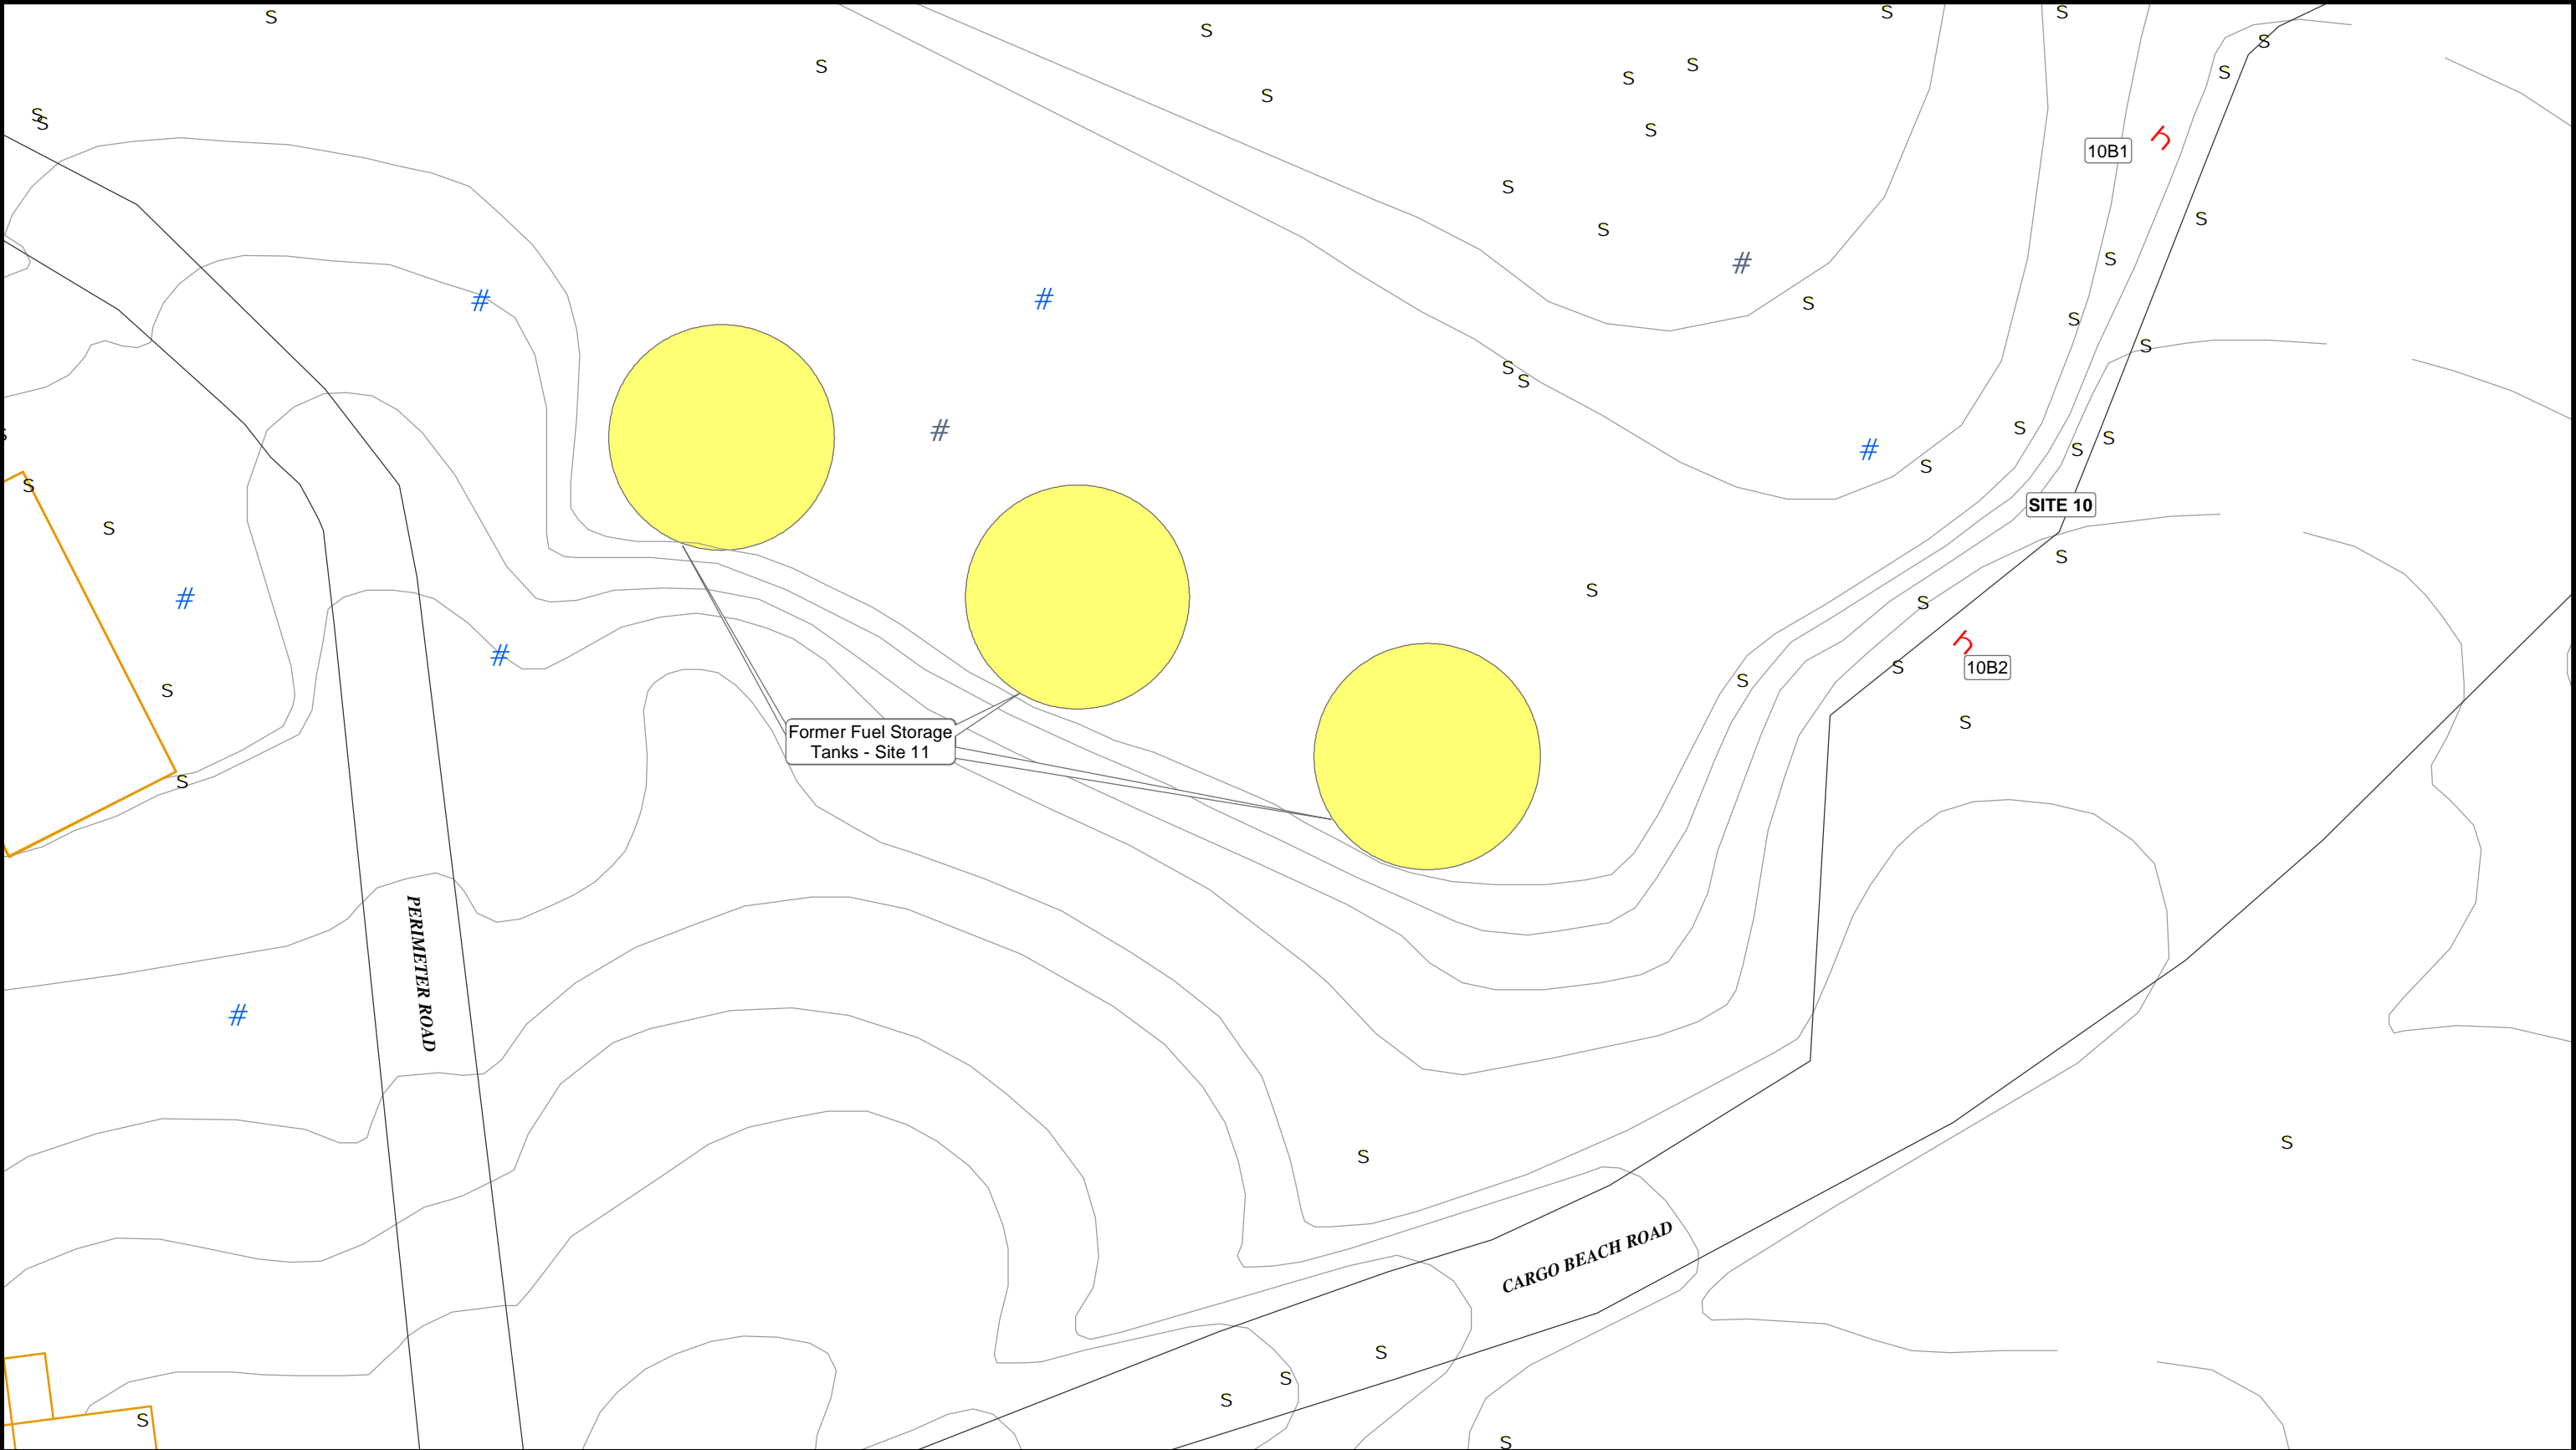 10B1
SITE 10
10B2
Former Fuel Storage
Tanks - Site 11
PERIMETER ROAD
CARGO BEACH ROAD